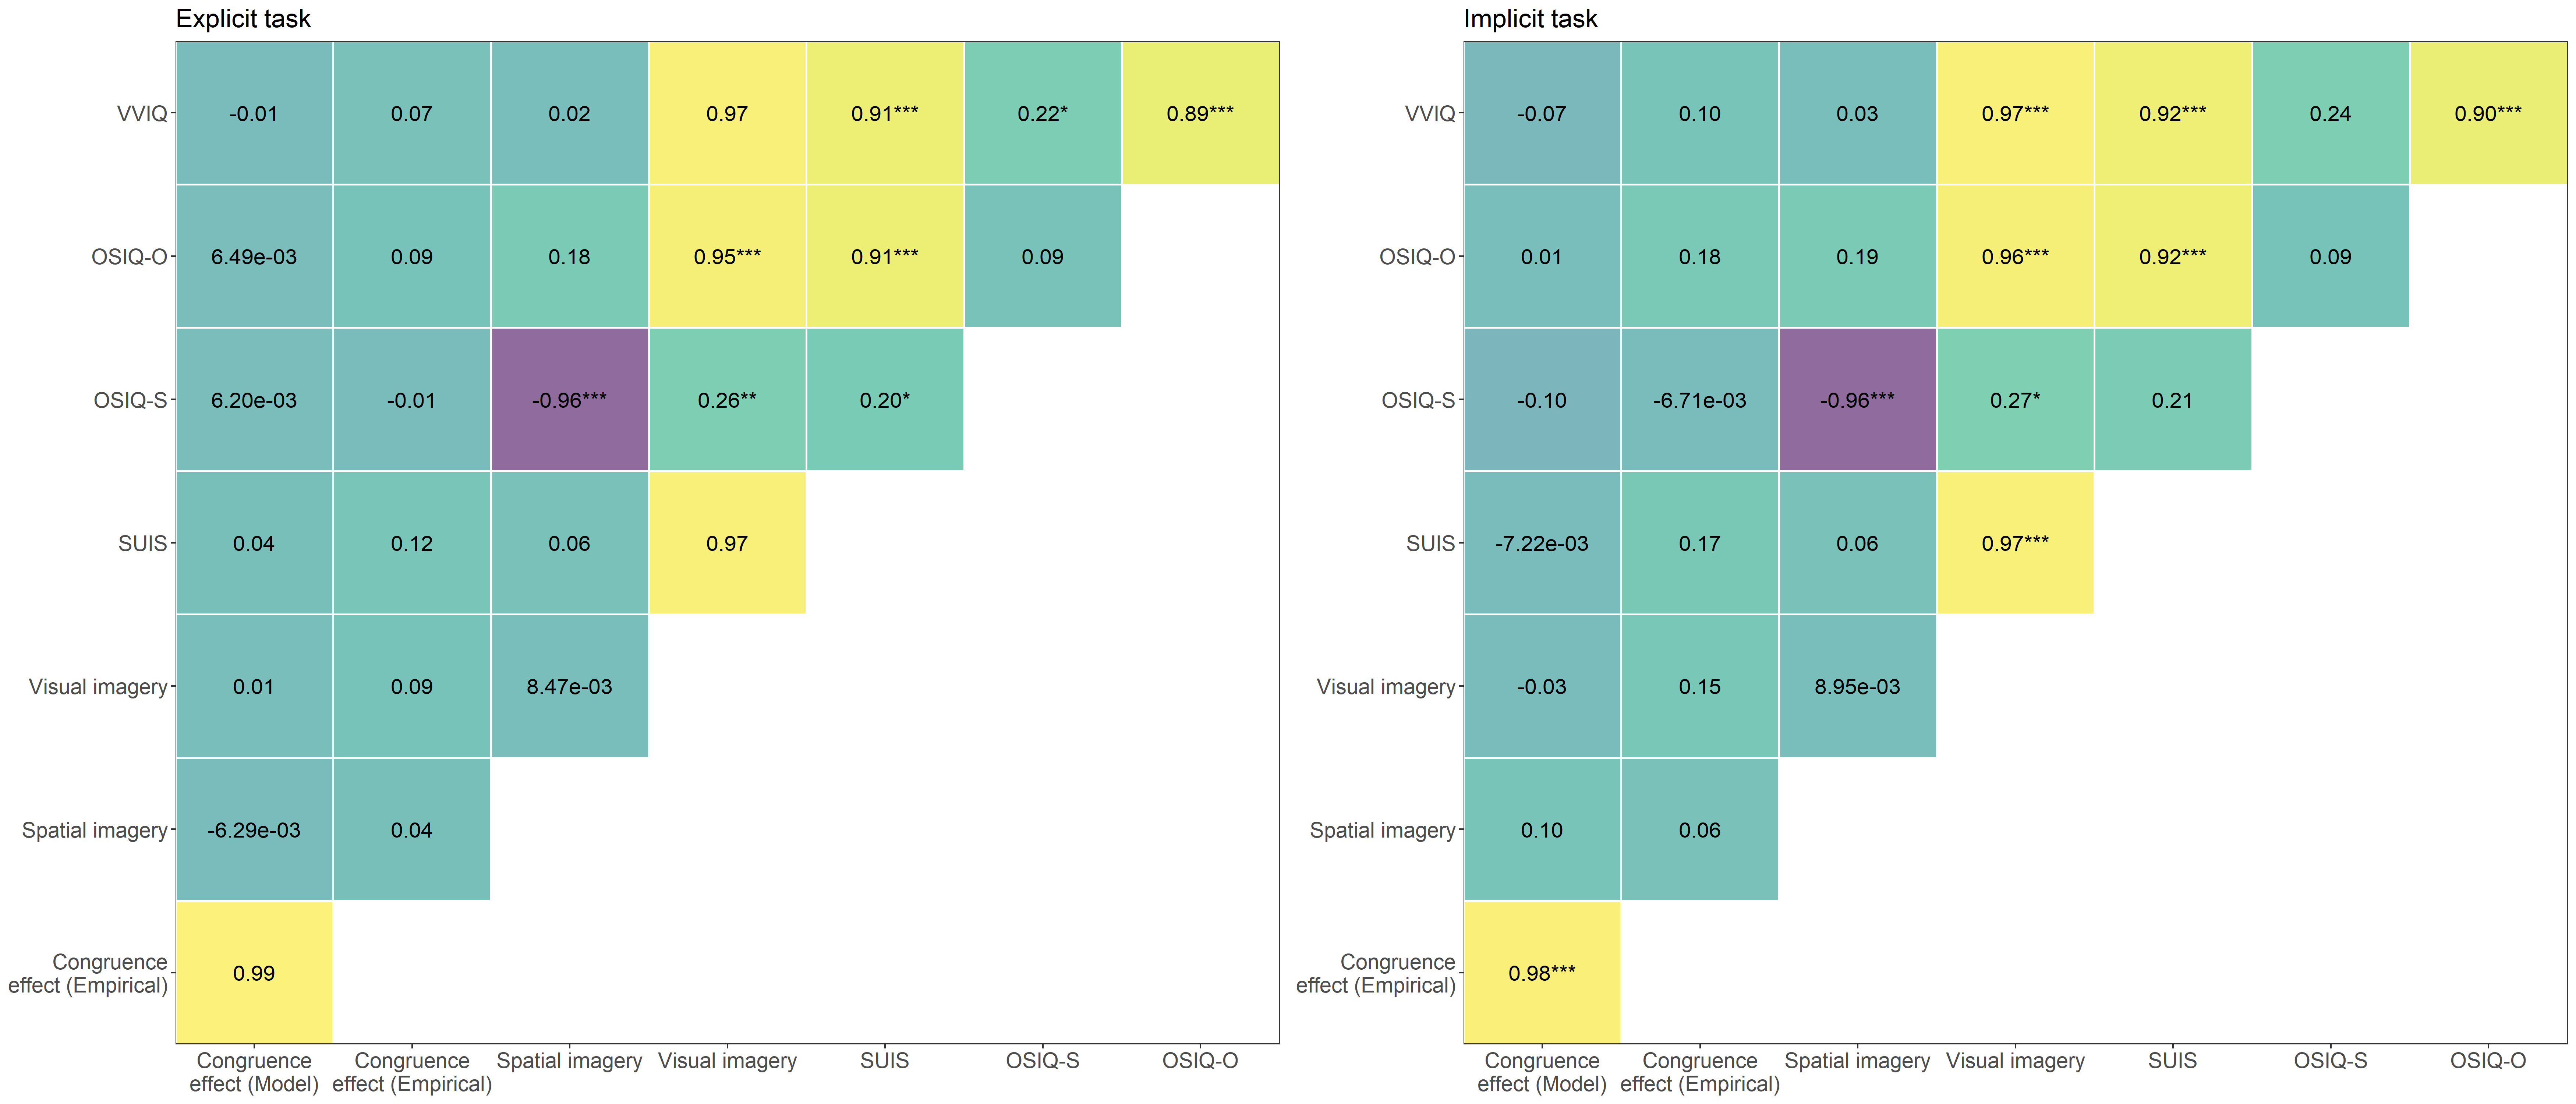 Explicit task
VVIQ -0.01 0.07 0.02 0.97 0.91*** 0.22* 0.89***
OSIQ-O 6.49e-03 0.09 0.18 0.95*** 0.91*** 0.09
OSIQ-S 6.20e-03 -0.01 -0.96*** 0.26** 0.20*
SUIS 0.04 0.12 0.06 0.97
Visual imagery 0.01 0.09 8.47e-03
Spatial imagery -6.29e-03 0.04
Congruence
effect (Empirical) 0.99
Congruence Congruence Spatial imagery Visual imagery SUIS OSIQ-S OSIQ-O
effect (Model) effect (Empirical)
Implicit task
VVIQ -0.07 0.10 0.03 0.97*** 0.92*** 0.24 0.90***
OSIQ-O 0.01 0.18 0.19 0.96*** 0.92*** 0.09
OSIQ-S -0.10 -6.71e-03 -0.96*** 0.27* 0.21
SUIS -7.22e-03 0.17 0.06 0.97***
Visual imagery -0.03 0.15 8.95e-03
Spatial imagery 0.10 0.06
Congruence
effect (Empirical) 0.98***
Congruence Congruence Spatial imagery Visual imagery SUIS OSIQ-S OSIQ-O
effect (Model) effect (Empirical)